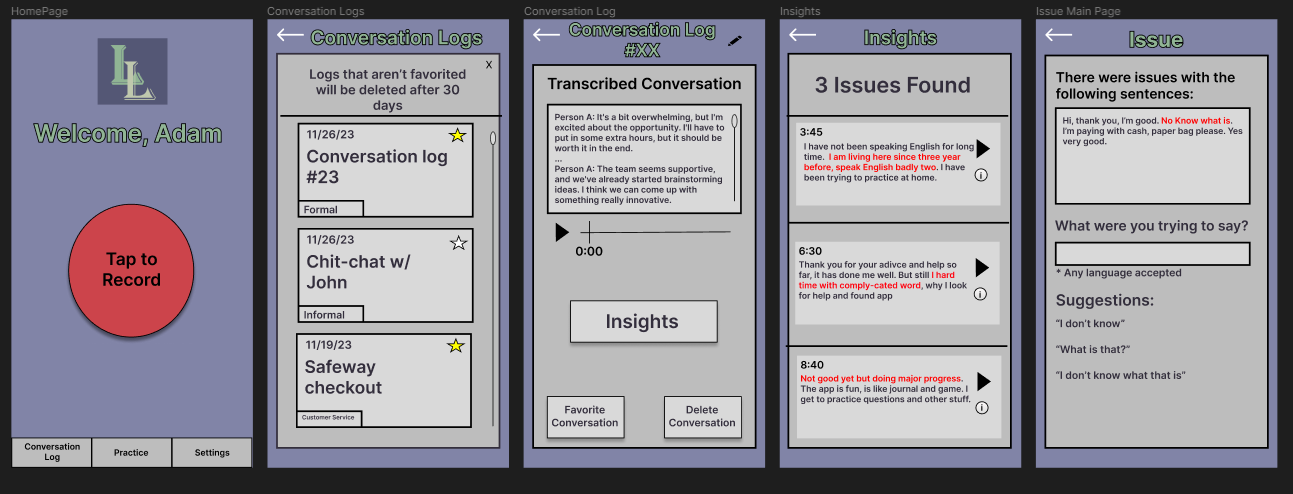 HomePage
LL
Welcome, Adam
Tap to
Record
Conversation
Log
Practice
Settings
Conversation Logs
Conversation Logs
X
Logs that aren't favorited
will be deleted after 30
days
11/26/23
Conversation log
#23
Formal
11/26/23
Chit-chat w/
John
Informal
11/19/23
Safeway
checkout
Customer Service
Conversation Log
Conversation Log
#XX
Transcribed Conversation
Person A: It's a bit overwhelming, but I'm
excited about the opportunity. I'll have to
put in some extra hours, but it should be
worth it in the end.
...
Person A: The team seems supportive,
and we've already started brainstorming
ideas. I think we can come up with
something really innovative.
0:00
Insights
Favorite
Conversation
Delete
Conversation
Insights
Insights
3 Issues Found
3:45
I have not been speaking English for long
time. I am living here since three year
before, speak English badly two. I have
been trying to practice at home.
i
6:30
Thank you for your adivce and help so
far, it has done me well. But still I hard
time with comply-cated word, why I look
for help and found app
i
8:40
Not good yet but doing major progress.
The app is fun, is like journal and game. I
get to practice questions and other stuff.
i
Issue Main Page
Issue
There were issues with the
following sentences:
Hi, thank you, I'm good. No Know what is.
I'm paying with cash, paper bag please. Yes
very good.
What were you trying to say?
* Any language accepted
Suggestions:
"I don't know"
"What is that?"
"I don't know what that is"